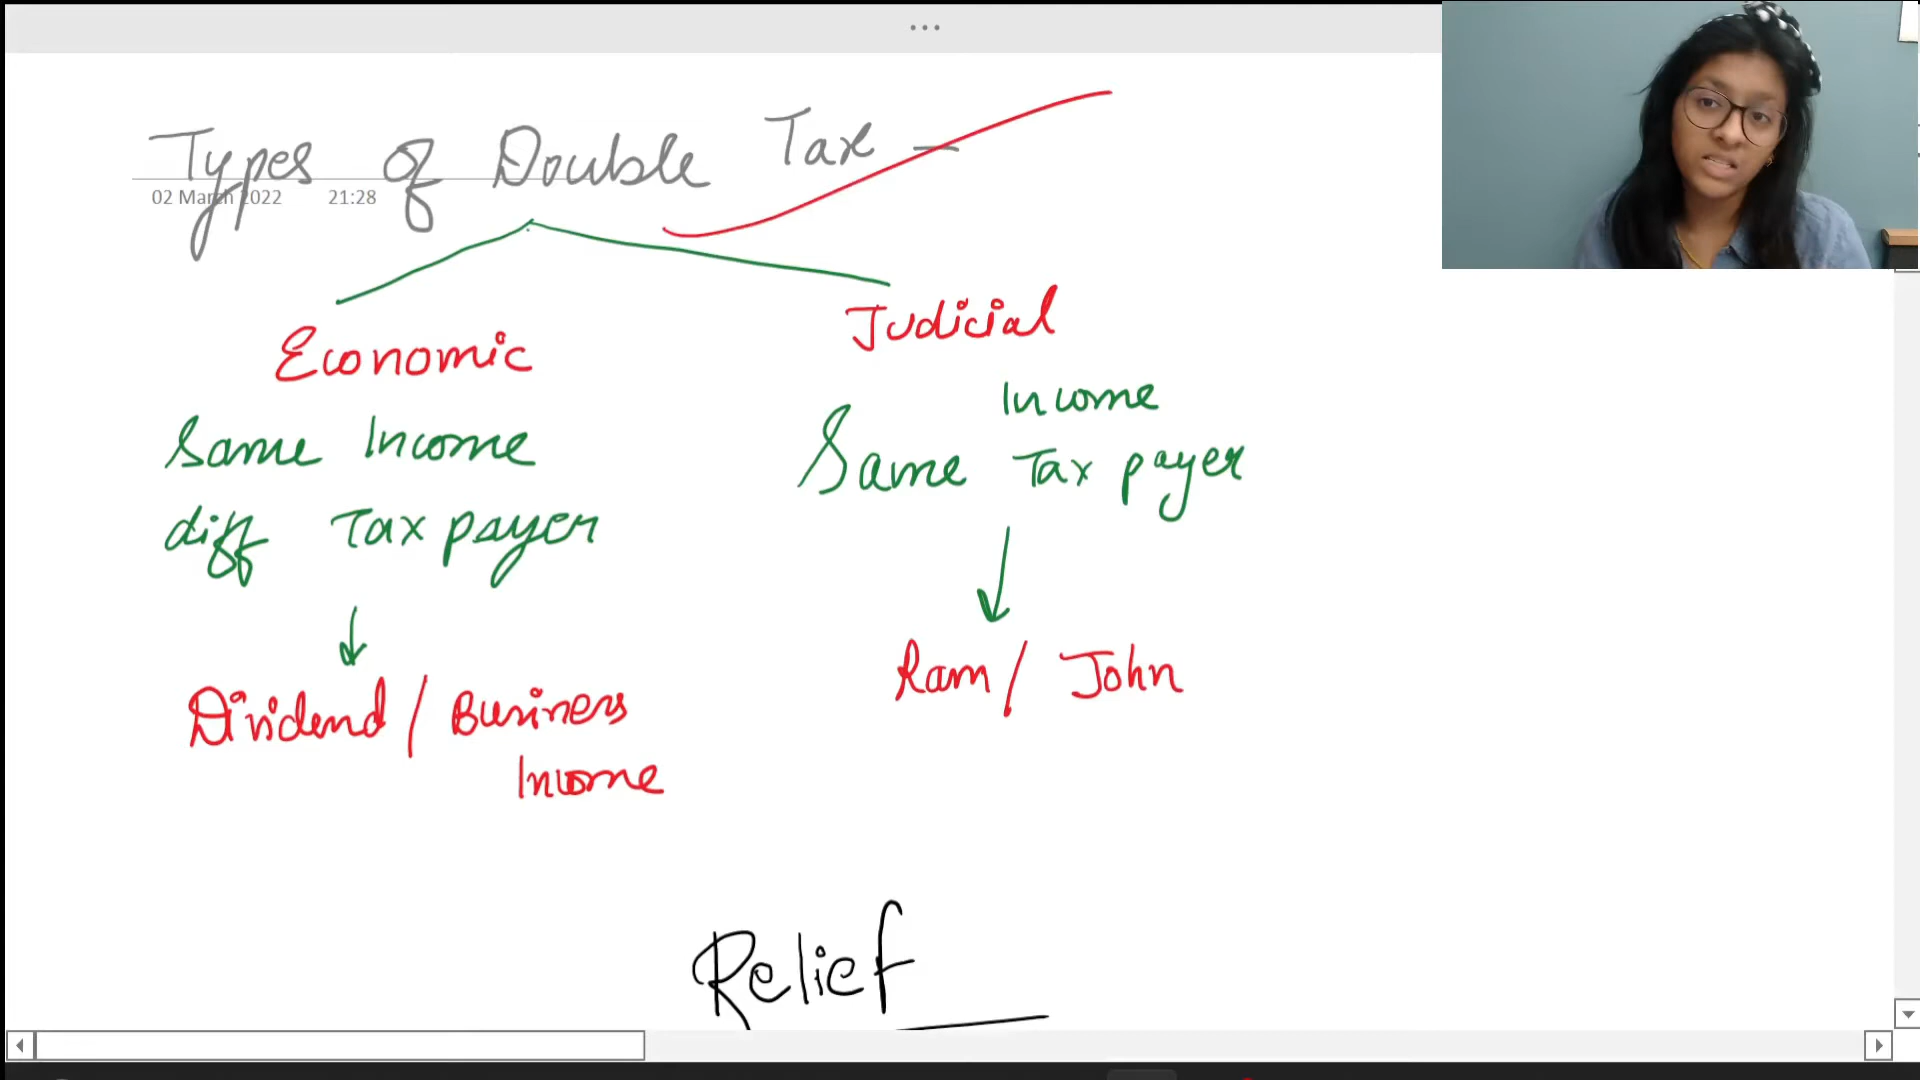 Types of Double Tax –
02 March 2022 21:28
Economic
Same Income
diff Tax payer
Dividend / Business
Income
Judicial
Income
Same Tax payer
Ram / John
Relief